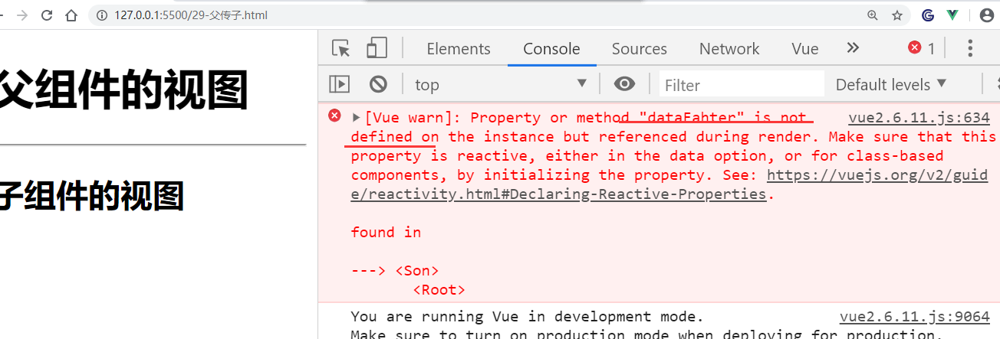 127.0.0.1:5500/29-父传子.html
Elements Console Sources Network Vue 1
top Filter Default levels
父组件的视图
子组件的视图
[Vue warn]: Property or method "dataFahter" is not vue2.6.11.js:634
defined on the instance but referenced during render. Make sure that this
property is reactive, either in the data option, or for class-based
components, by initializing the property. See: https://vuejs.org/v2/guid
e/reactivity.html#Declaring-Reactive-Properties.
found in
---> <Son>
<Root>
You are running Vue in development mode. vue2.6.11.js:9064
Make sure to turn on production mode when deploying for production.